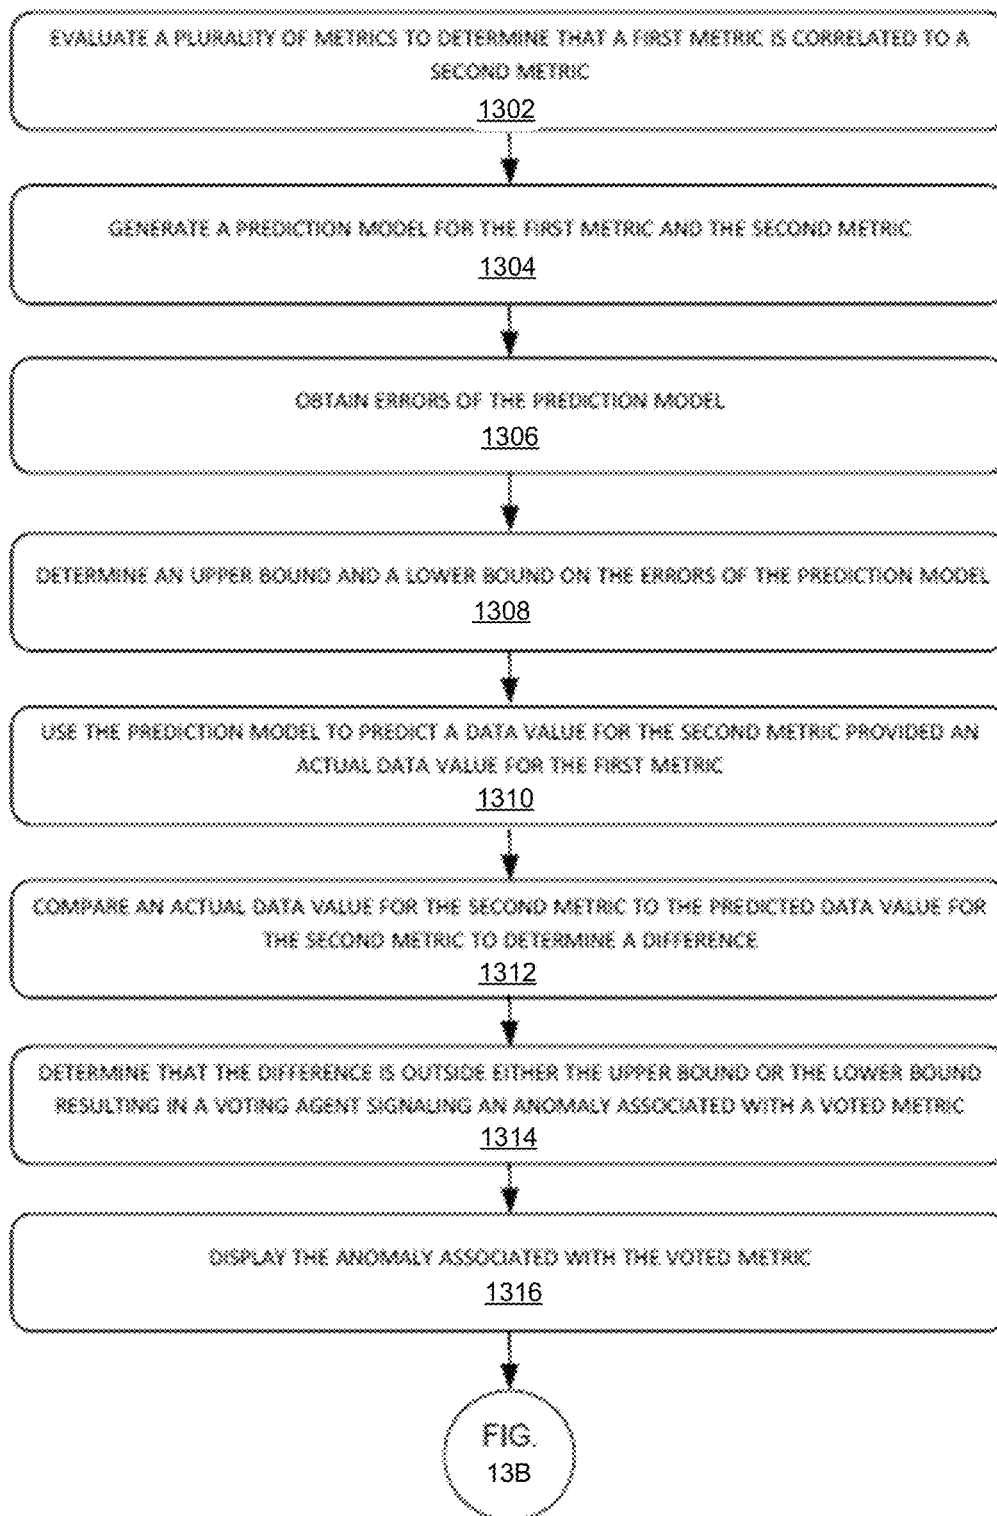 EVALUATE A PLURALITY OF METRICS TO DETERMINE THAT A FIRST METRIC IS CORRELATED TO A
SECOND METRIC
1302
GENERATE A PREDICTION MODEL FOR THE FIRST METRIC AND THE SECOND METRIC
1304
OBTAIN ERRORS OF THE PREDICTION MODEL
1306
DETERMINE AN UPPER BOUND AND A LOWER BOUND ON THE ERRORS OF THE PREDICTION MODEL
1308
USE THE PREDICTION MODEL TO PREDICT A DATA VALUE FOR THE SECOND METRIC PROVIDED AN
ACTUAL DATA VALUE FOR THE FIRST METRIC
1310
COMPARE AN ACTUAL DATA VALUE FOR THE SECOND METRIC TO THE PREDICTED DATA VALUE FOR
THE SECOND METRIC TO DETERMINE A DIFFERENCE
1312
DETERMINE THAT THE DIFFERENCE IS OUTSIDE EITHER THE UPPER BOUND OR THE LOWER BOUND
RESULTING IN A VOTING AGENT SIGNALING AN ANOMALY ASSOCIATED WITH A VOTED METRIC
1314
DISPLAY THE ANOMALY ASSOCIATED WITH THE VOTED METRIC
1316
FIG.
13B